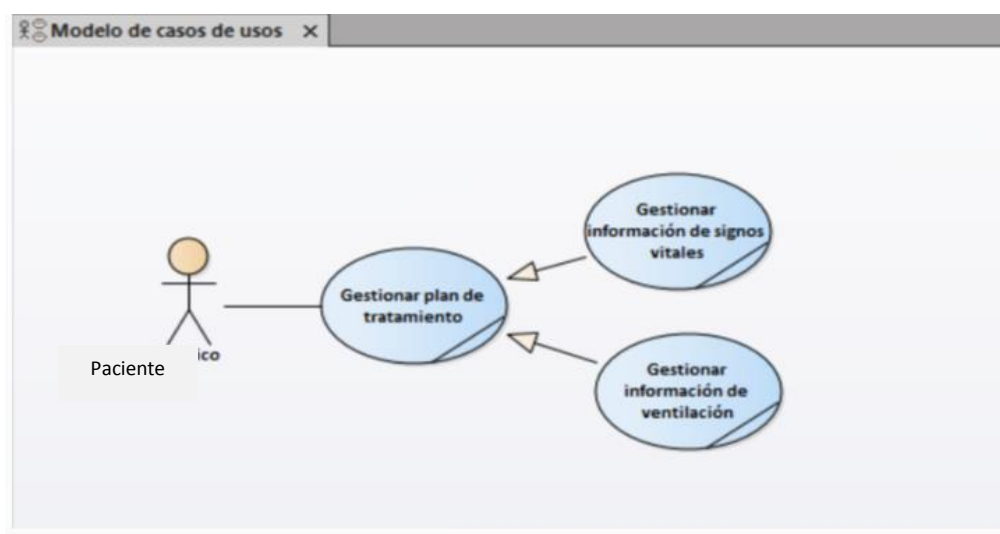 Modelo de casos de usos
Gestionar
información de signos
vitales
Gestionar plan de
tratamiento
ico
Paciente
Gestionar
información de
ventilación